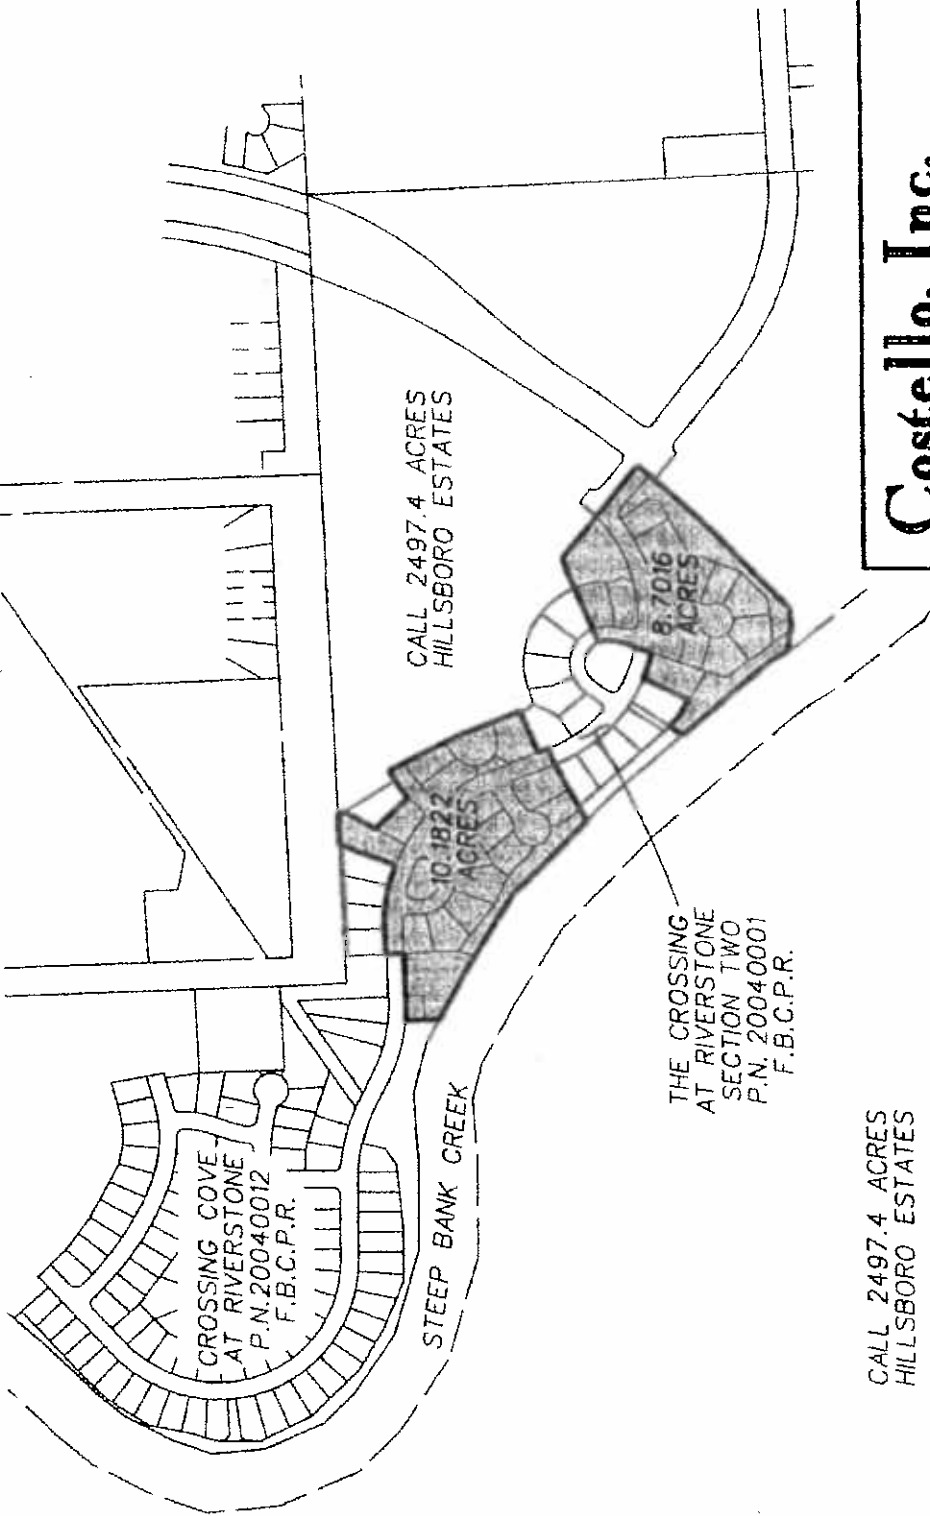 CALL 2497.4 ACRES
HILLSBORO ESTATES
8.7016
ACRES
10.1822
ACRES
THE CROSSING
AT RIVERSTONE
SECTION TWO
P.N. 20040001
F.B.C.P.R.
CROSSING COVE
AT RIVERSTONE
P.N.20040012
F.B.C.P.R.
STEEP BANK CREEK
CALL 2497.4 ACRES
HILLSBORO ESTATES
Costello, Inc.